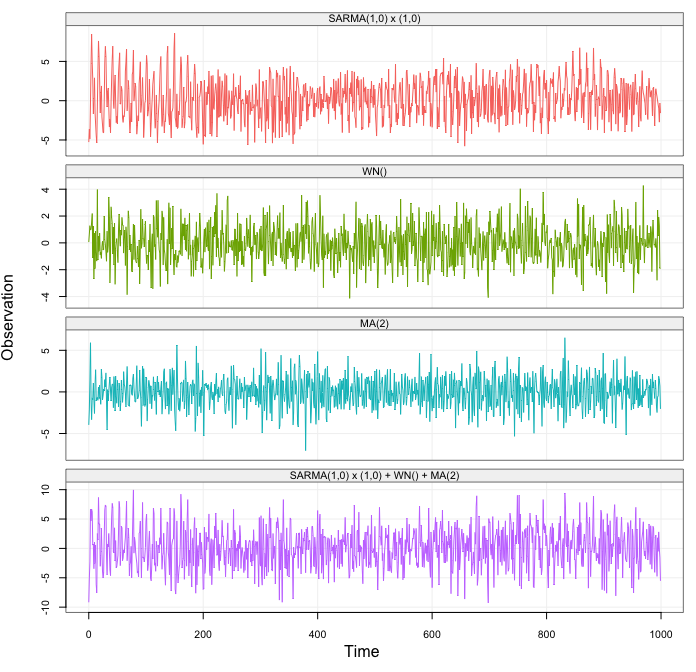 SARMA(1,0) x (1,0)
5
0
-5
WN()
4
2
0
-2
-4
Observation
MA(2)
5
0
-5
SARMA(1,0) x (1,0) + WN() + MA(2)
10
5
0
-5
-10
0 200 400 600 800 1000
Time